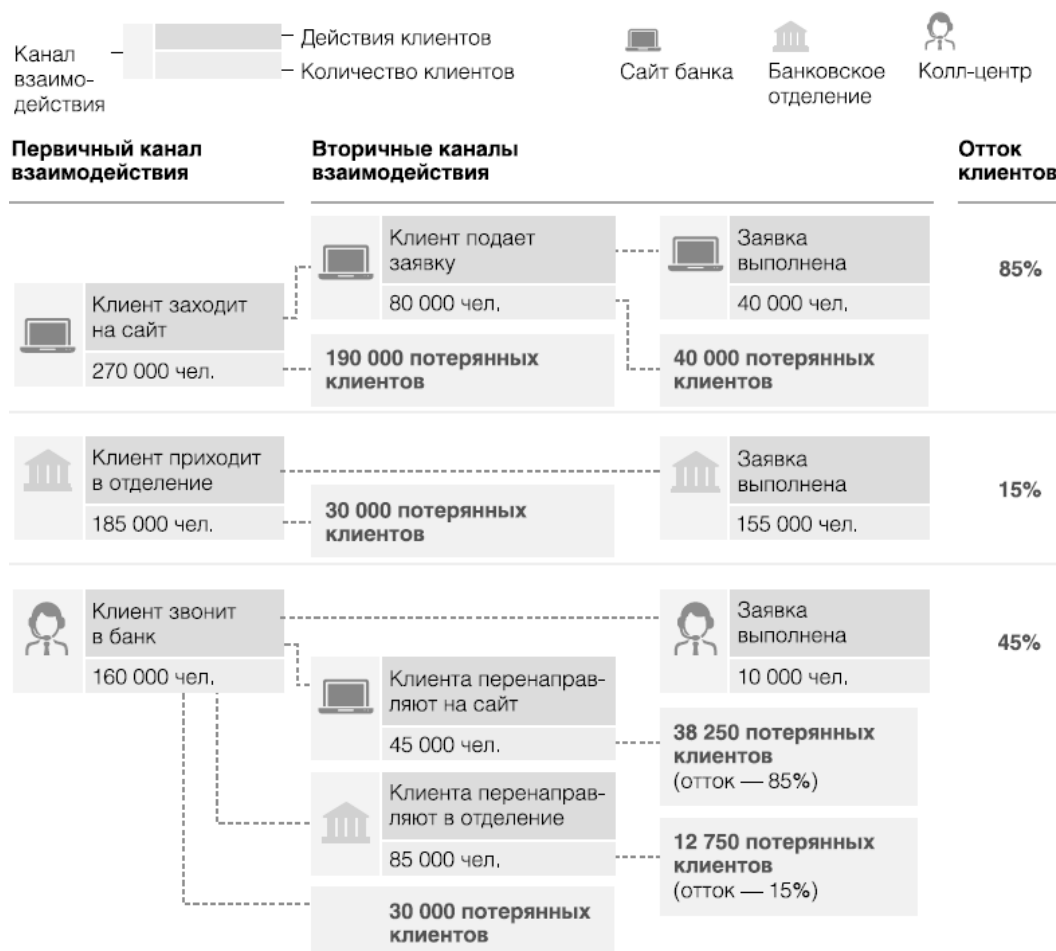 Канал
взаимо-
действия
Действия клиентов
Количество клиентов
Сайт банка
Банковское
отделение
Колл-центр
Первичный канал
взаимодействия
Вторичные каналы
взаимодействия
Отток
клиентов
Клиент заходит
на сайт
270 000 чел.
Клиент подает
заявку
80 000 чел.
190 000 потерянных
клиентов
Заявка
выполнена
40 000 чел.
40 000 потерянных
клиентов
85%
Клиент приходит
в отделение
185 000 чел.
30 000 потерянных
клиентов
Заявка
выполнена
155 000 чел.
15%
Клиент звонит
в банк
160 000 чел.
Клиента перенаправ-
ляют на сайт
45 000 чел.
Клиента перенаправ-
ляют в отделение
85 000 чел.
30 000 потерянных
клиентов
Заявка
выполнена
10 000 чел.
38 250 потерянных
клиентов
(отток — 85%)
12 750 потерянных
клиентов
(отток — 15%)
45%